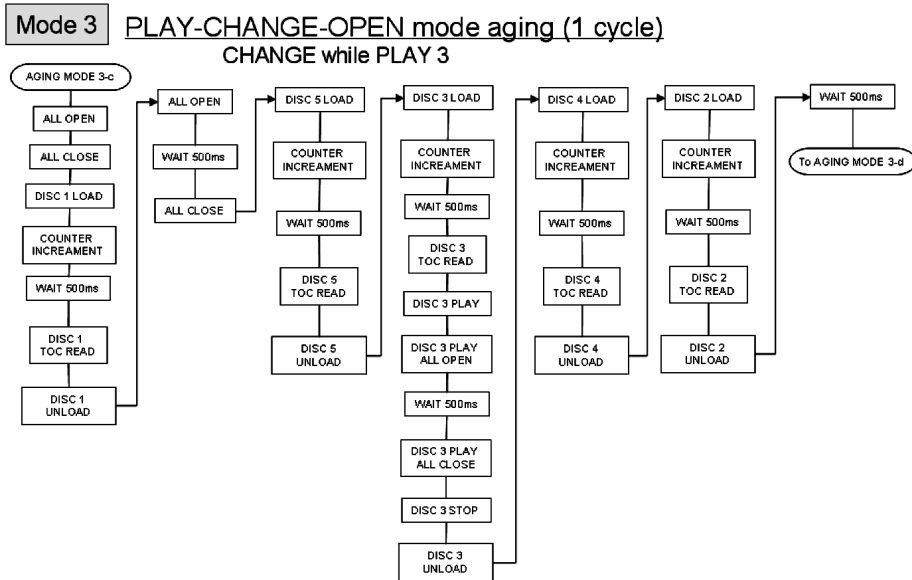 Mode 3
PLAY-CHANGE-OPEN mode aging (1 cycle)
CHANGE while PLAY 3
AGING MODE 3-c
ALL OPEN
ALL CLOSE
DISC 1 LOAD
COUNTER
INCREAMENT
WAIT 500ms
DISC 1
TOC READ
DISC 1
UNLOAD
ALL OPEN
WAIT 500ms
ALL CLOSE
DISC 5 LOAD
COUNTER
INCREAMENT
WAIT 500ms
DISC 5
TOC READ
DISC 5
UNLOAD
DISC 3 LOAD
COUNTER
INCREAMENT
WAIT 500ms
DISC 3
TOC READ
DISC 3 PLAY
DISC 3 PLAY
ALL OPEN
WAIT 500ms
DISC 3 PLAY
ALL CLOSE
DISC 3 STOP
DISC 3
UNLOAD
DISC 4 LOAD
COUNTER
INCREAMENT
WAIT 500ms
DISC 4
TOC READ
DISC 4
UNLOAD
DISC 2 LOAD
COUNTER
INCREAMENT
WAIT 500ms
DISC 2
TOC READ
DISC 2
UNLOAD
WAIT 500ms
To AGING MODE 3-d